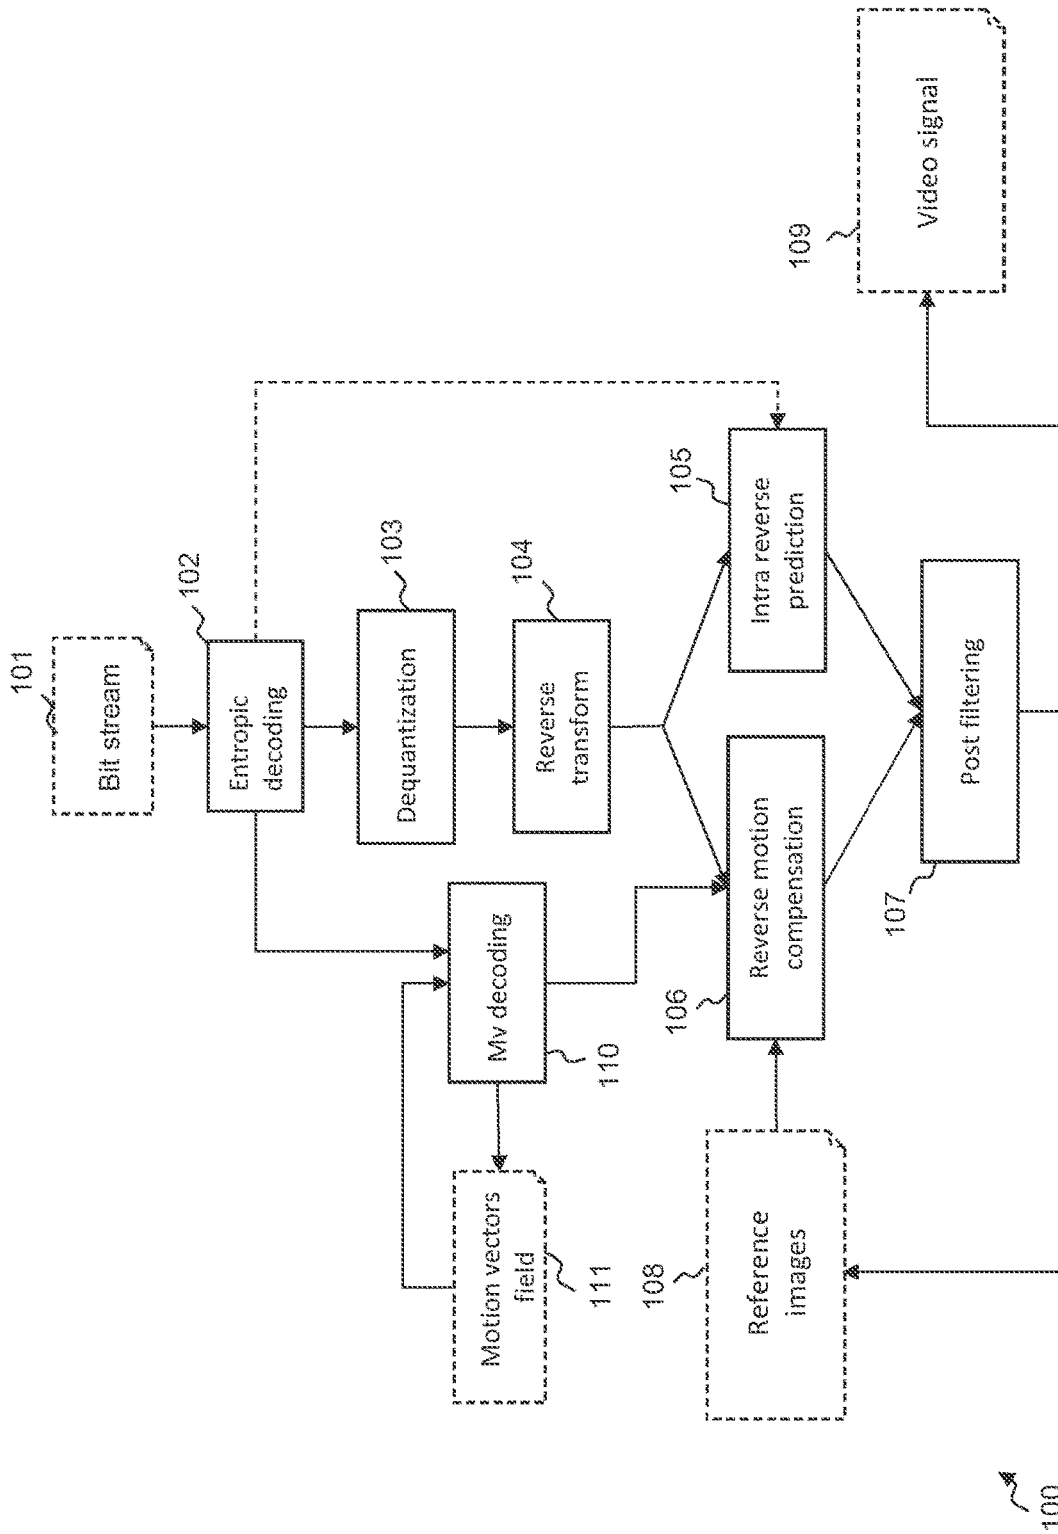 101
Bit stream
102
Entropic
decoding
103
Dequantization
104
Reverse
transform
105
Intra reverse
prediction
Mv decoding
110
Motion vectors
field
111
106
Reverse motion
compensation
108
Reference
images
107
Post filtering
109
Video signal
100